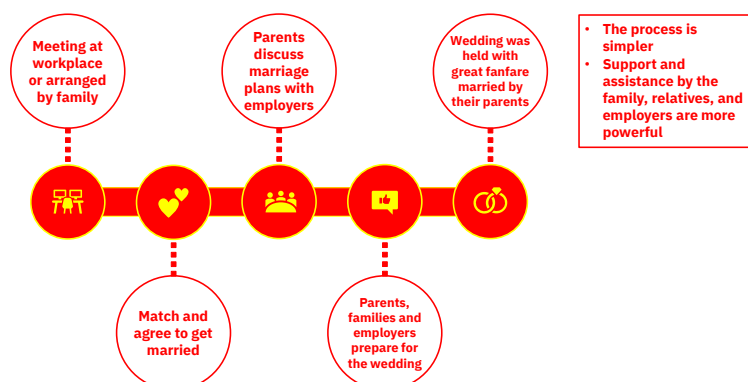 Meeting at
workplace
or arranged
by family
Match and
agree to get
married
Parents
discuss
marriage
plans with
employers
Parents,
families and
employers
prepare for
the wedding
Wedding was
held with
great fanfare
married by
their parents
• The process is
simpler
• Support and
assistance by the
family, relatives, and
employers are more
powerful